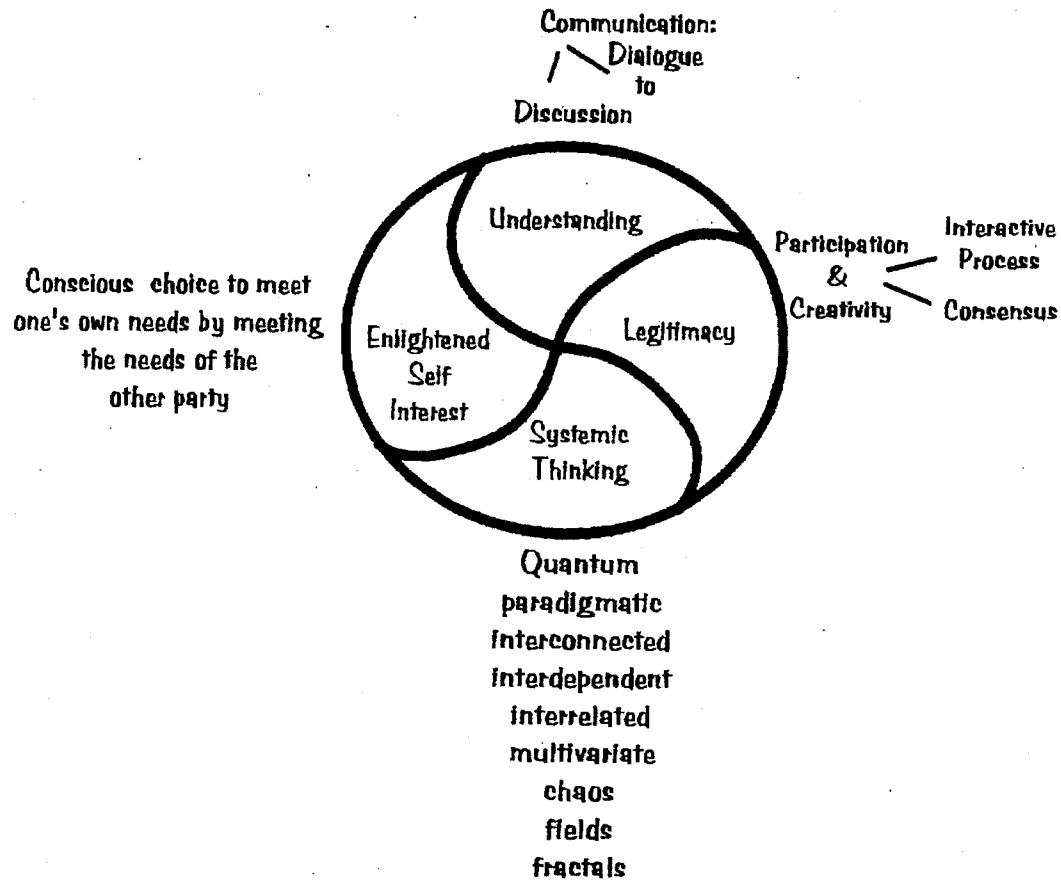 Communication:
Dialogue
to
Discussion
Understanding
Participation
&
Creativity
Interactive
Process
Consensus
Conscious choice to meet
one's own needs by meeting
the needs of the
other party
Enlightened
Self
Interest
Legitimacy
Systemic
Thinking
Quantum
paradigmatic
interconnected
interdependent
interrelated
multivariate
chaos
fields
fractals